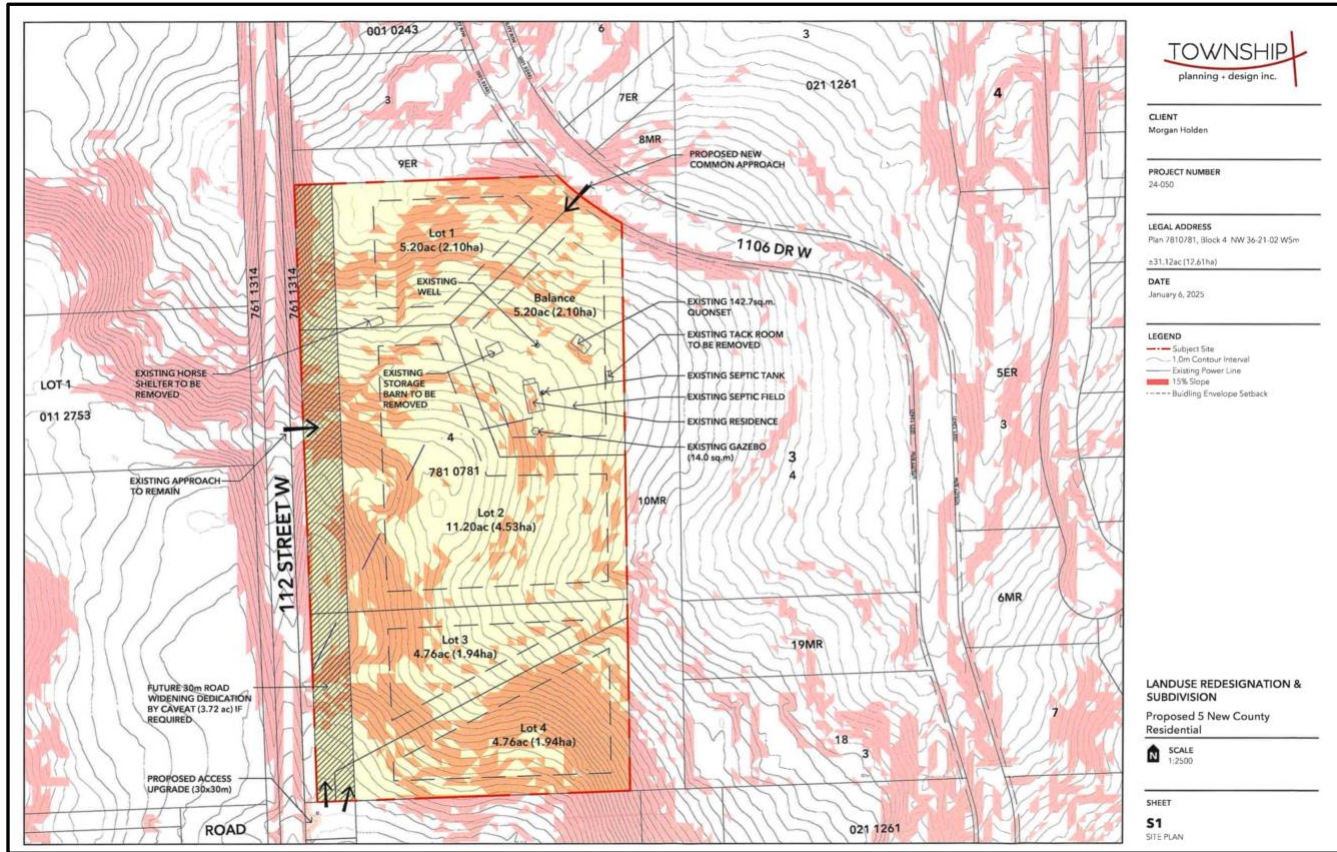 001 0243
6
3
021 1261
4
3
7ER
8MR
9ER
PROPOSED NEW
COMMON APPROACH
1106 DR W
761 1314
761 1314
Lot 1
5.20ac (2.10ha)
EXISTING
WELL
Balance
5.20ac (2.10ha)
EXISTING 142.7sq.m.
QUONSET
EXISTING TACK ROOM
TO BE REMOVED
EXISTING SEPTIC TANK
EXISTING SEPTIC FIELD
EXISTING RESIDENCE
EXISTING GAZEBO
(14.0 sq.m)
EXISTING HORSE
SHELTER TO BE
REMOVED
EXISTING
STORAGE
BARN TO BE
REMOVED
LOT 1
011 2753
5ER
3
EXISTING APPROACH
TO REMAIN
4
781 0781
3
4
10MR
112 STREET W
Lot 2
11.20ac (4.53ha)
6MR
19MR
Lot 3
4.76ac (1.94ha)
FUTURE 30m ROAD
WIDENING DEDICATION
BY CAVEAT (3.72 ac) IF
REQUIRED
Lot 4
4.76ac (1.94ha)
18
3
7
PROPOSED ACCESS
UPGRADE (30x30m)
ROAD
021 1261
TOWNSHIP
planning + design inc.
CLIENT
Morgan Holden
PROJECT NUMBER
24-050
LEGAL ADDRESS
Plan 7810781, Block 4 NW 36-21-02 W5m
±31.12ac (12.61ha)
DATE
January 6, 2025
LEGEND
Subject Site
1.0m Contour Interval
Existing Power Line
15% Slope
Buidling Envelope Setback
LANDUSE REDESIGNATION &
SUBDIVISION
Proposed 5 New County
Residential
N
SCALE
1:2500
SHEET
S1
SITE PLAN